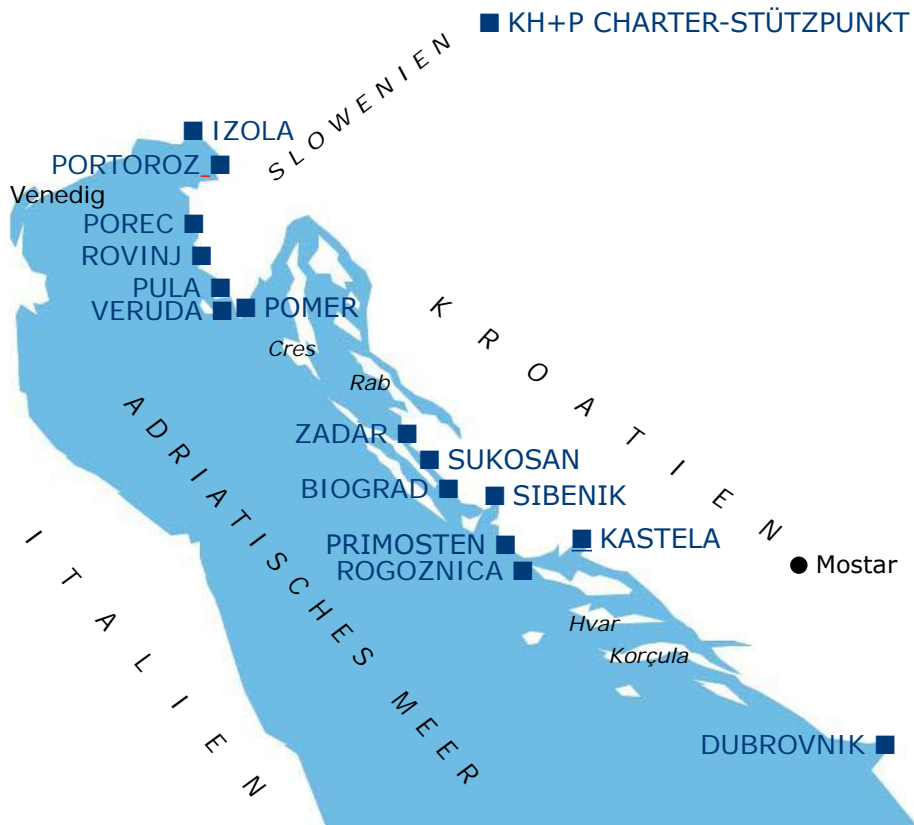 ■ KH+P CHARTER-STÜTZPUNKT
SLOWENIEN
IZOLA
PORTOROZ_
Venedig
POREC
ROVINJ
PULA
VERUDA
POMER
KROATIEN
Cres
Rab
ADRIATISCHES MEER
ZADAR
SUKOSAN
BIOGRAD
SIBENIK
ITALIEN
PRIMOSTEN
KASTELA
ROGOZNICA
Mostar
Hvar
Korçula
DUBROVNIK